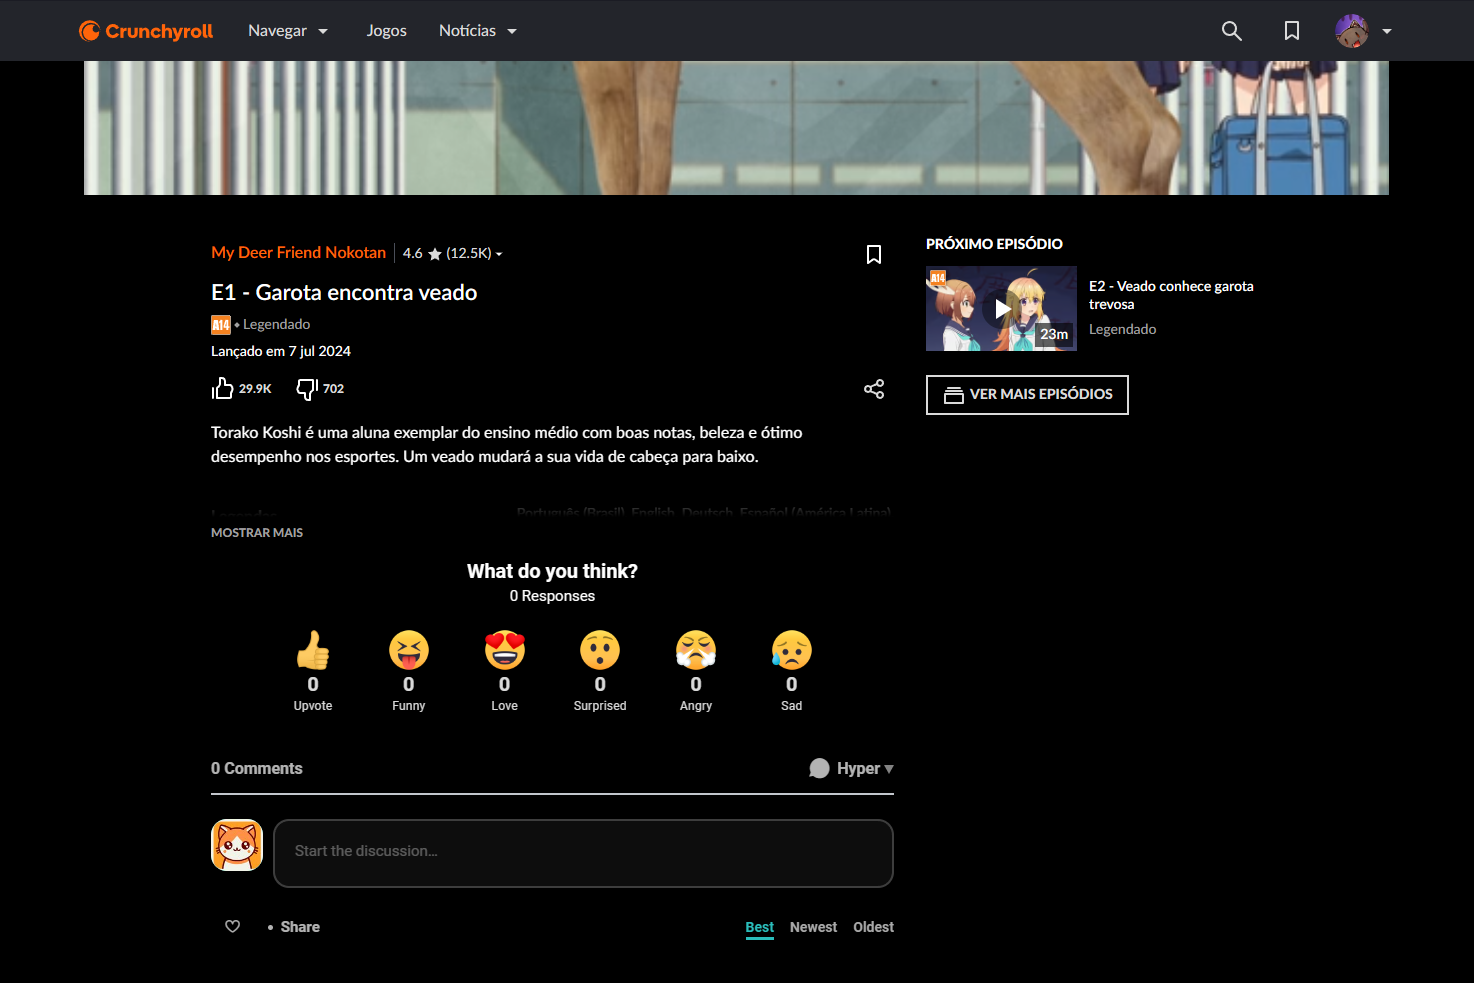 Crunchyroll
Navegar
Jogos
Notícias
My Deer Friend Nokotan
4.6
(12.5K)
E1 - Garota encontra veado
A14
• Legendado
Lançado em 7 jul 2024
29.9K
702
Torako Koshi é uma aluna exemplar do ensino médio com boas notas, beleza e ótimo
desempenho nos esportes. Um veado mudará a sua vida de cabeça para baixo.
Legendas
Português (Brasil), English, Deutsch, Español (América Latina)
MOSTRAR MAIS
PRÓXIMO EPISÓDIO
A14
23m
E2 - Veado conhece garota
trevosa
Legendado
VER MAIS EPISÓDIOS
What do you think?
0 Responses
0
Upvote
0
Funny
0
Love
0
Surprised
0
Angry
0
Sad
0 Comments
Hyper
Start the discussion...
• Share
Best
Newest
Oldest